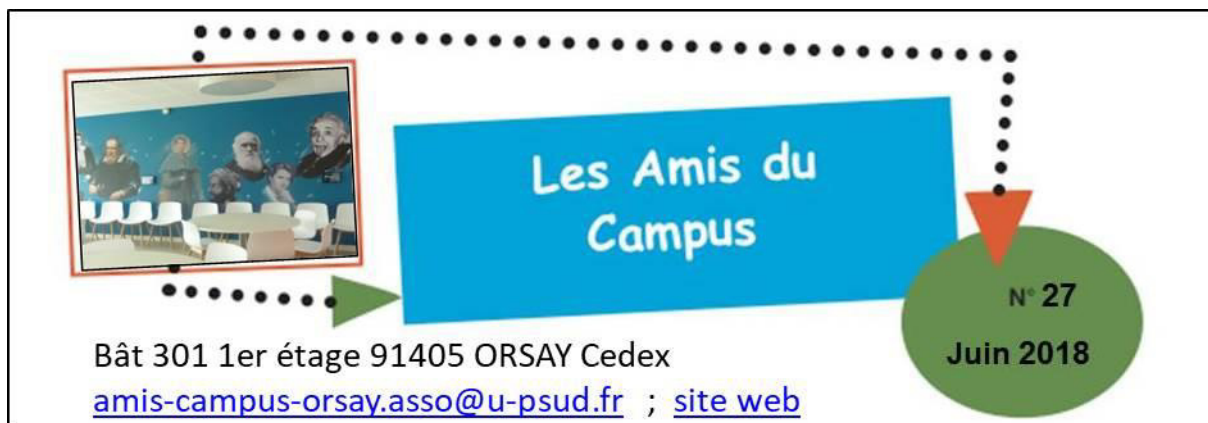 Les Amis du
Campus
N° 27
Juin 2018
Bât 301 1er étage 91405 ORSAY Cedex
amis-campus-orsay.asso@u-psud.fr ; site web